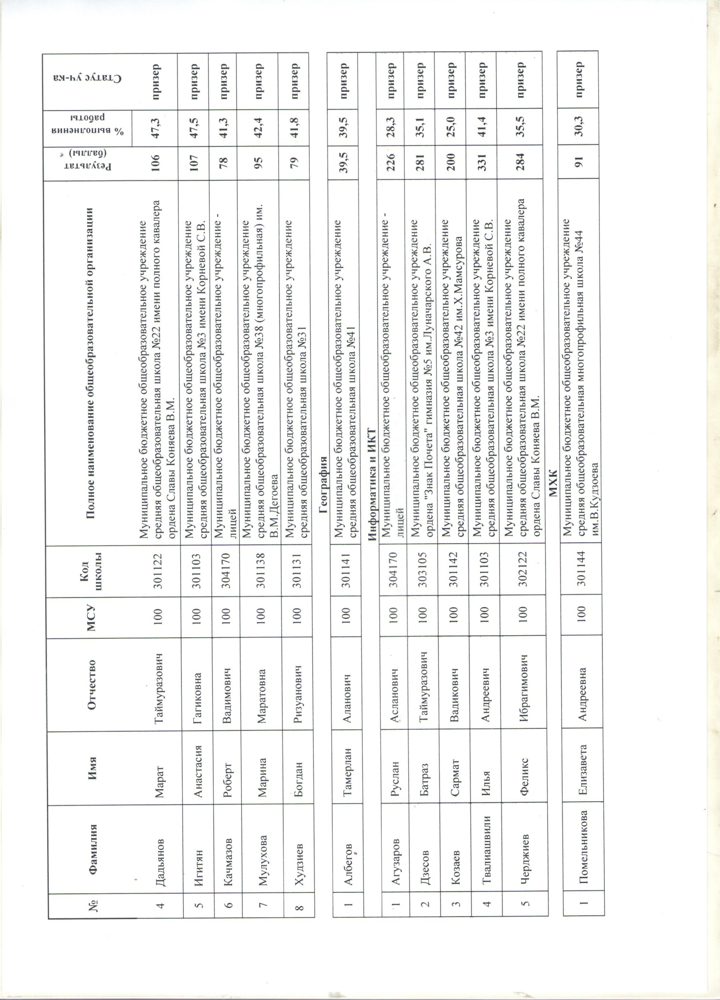 № Фамилия Имя Отчество МСУ Код школы Полное наименование общеобразовательной организации Результат (баллы) % выполнения работы Статус уч-ка
4 Дадьянов Марат Таймуразович 100 301122 Муниципальное бюджетное общеобразовательное учреждение
средняя общеобразовательная школа №22 имени полного кавалера
ордена Славы Коняева В.М. 106 47,3 призер
5 Игитян Анастасия Гагиковна 100 301103 Муниципальное бюджетное общеобразовательное учреждение
средняя общеобразовательная школа №3 имени Корневой С.В. 107 47,5 призер
6 Качмазов Роберт Вадимович 100 304170 Муниципальное бюджетное общеобразовательное учреждение -
лицей 78 41,3 призер
7 Мулухова Марина Маратовна 100 301138 Муниципальное бюджетное общеобразовательное учреждение
средняя общеобразовательная школа №38 (многопрофильная) им.
В.М.Дегоева 95 42,4 призер
8 Худзиев Богдан Ризуанович 100 301131 Муниципальное бюджетное общеобразовательное учреждение
средняя общеобразовательная школа №31 79 41,8 призер
География
1 Албегов Тамерлан Аланович 100 301141 Муниципальное бюджетное общеобразовательное учреждение
средняя общеобразовательная школа №41 39,5 39,5 призер
Информатика и ИКТ
1 Агузаров Руслан Асланович 100 304170 Муниципальное бюджетное общеобразовательное учреждение -
лицей 226 28,3 призер
2 Дзесов Батраз Таймуразович 100 303105 Муниципальное бюджетное общеобразовательное учреждение
ордена "Знак Почета" гимназия №5 им.Луначарского А.В. 281 35,1 призер
3 Козаев Сармат Вадикович 100 301142 Муниципальное бюджетное общеобразовательное учреждение
средняя общеобразовательная школа №42 им.Х.Мамсурова 200 25,0 призер
4 Твалиашвили Илья Андреевич 100 301103 Муниципальное бюджетное общеобразовательное учреждение
средняя общеобразовательная школа №3 имени Корневой С.В. 331 41,4 призер
5 Черджиев Феликс Ибрагимович 100 302122 Муниципальное бюджетное общеобразовательное учреждение
средняя общеобразовательная школа №22 имени полного кавалера
ордена Славы Коняева В.М. 284 35,5 призер
МХК
1 Помельникова Елизавета Андреевна 100 301144 Муниципальное бюджетное общеобразовательное учреждение
средняя общеобразовательная многопрофильная школа №44
им.В.Кудзоева 91 30,3 призер